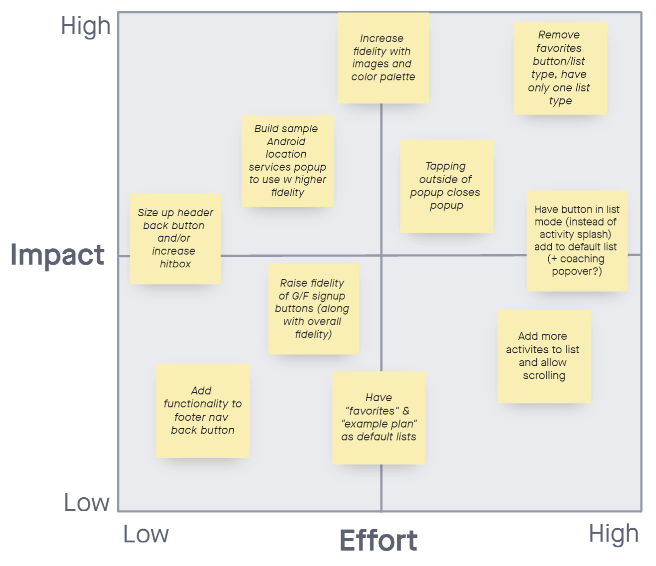 High
Increase
fidelity with
images and
color palette
Remove
favorites
button/list
type, have
only one list
type
Build sample
Android
location
services popup
to use w higher
fidelity
Tapping
outside of
popup closes
popup
Size up header
back button
and/or
increase
hitbox
Have button in list
mode (instead of
activity splash)
add to default list
(+ coaching
popover?)
Impact
Raise fidelity
of G/F signup
buttons (along
with overall
fidelity)
Add more
activites to list
and allow
scrolling
Add
functionality to
footer nav
back button
Have
"favorites" &
"example plan"
as default lists
Low
Low
Effort
High